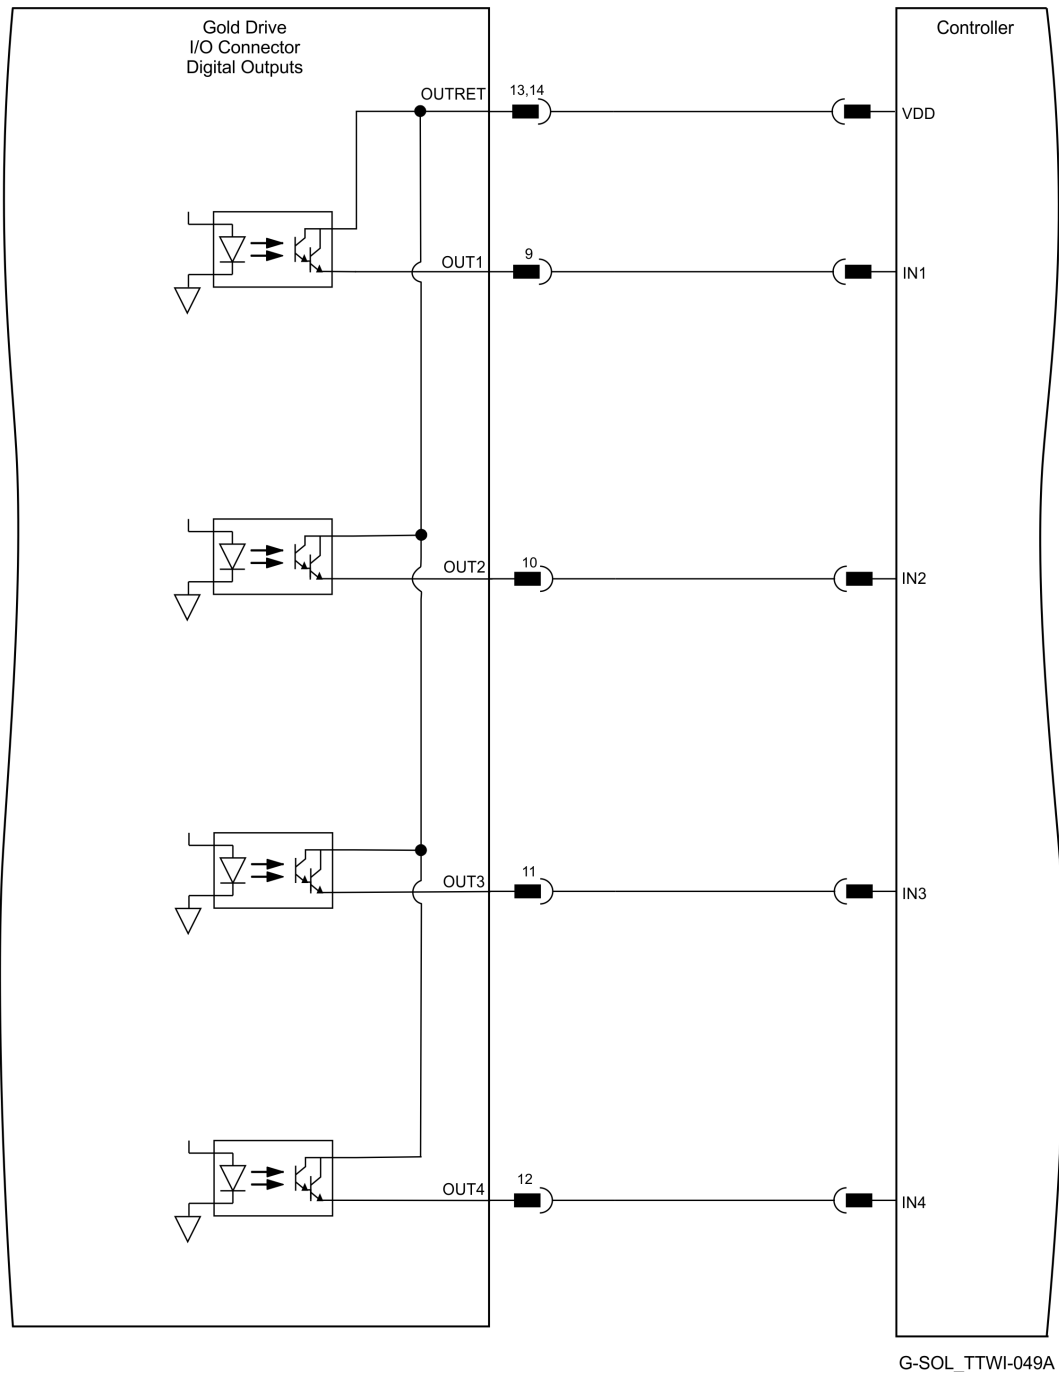 Gold Drive
I/O Connector
Digital Outputs
Controller
OUTRET
13,14
VDD
OUT1
9
IN1
OUT2
10
IN2
OUT3
11
IN3
OUT4
12
IN4
G-SOL_TTWI-049A